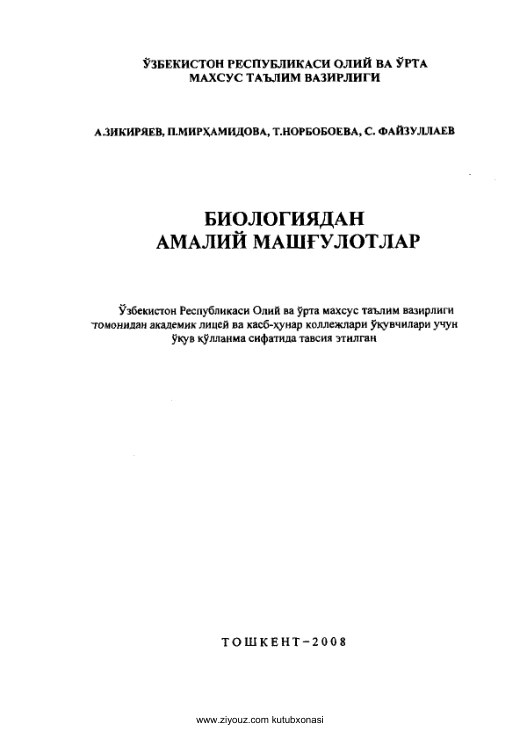 ЎЗБЕКИСТОН РЕСПУБЛИКАСИ ОЛИЙ ВА ЎРТА
МАХСУС ТАЪЛИМ ВАЗИРЛИГИ
А.ЗИКИРЯЕВ, П.МИРҲАМИДОВА, Т.НОРБОБОЕВА, С. ФАЙЗУЛЛАЕВ
БИОЛОГИЯДАН
АМАЛИЙ МАШҒУЛОТЛАР
Ўзбекистон Республикаси Олий ва ўрта махсус таълим вазирлиги
томонидан академик лицей ва касб-ҳунар коллежлари ўқувчилари учун
ўқув қўлланма сифатида тавсия этилган
ТОШКЕНТ–2008
www.ziyouz.com kutubxonasi